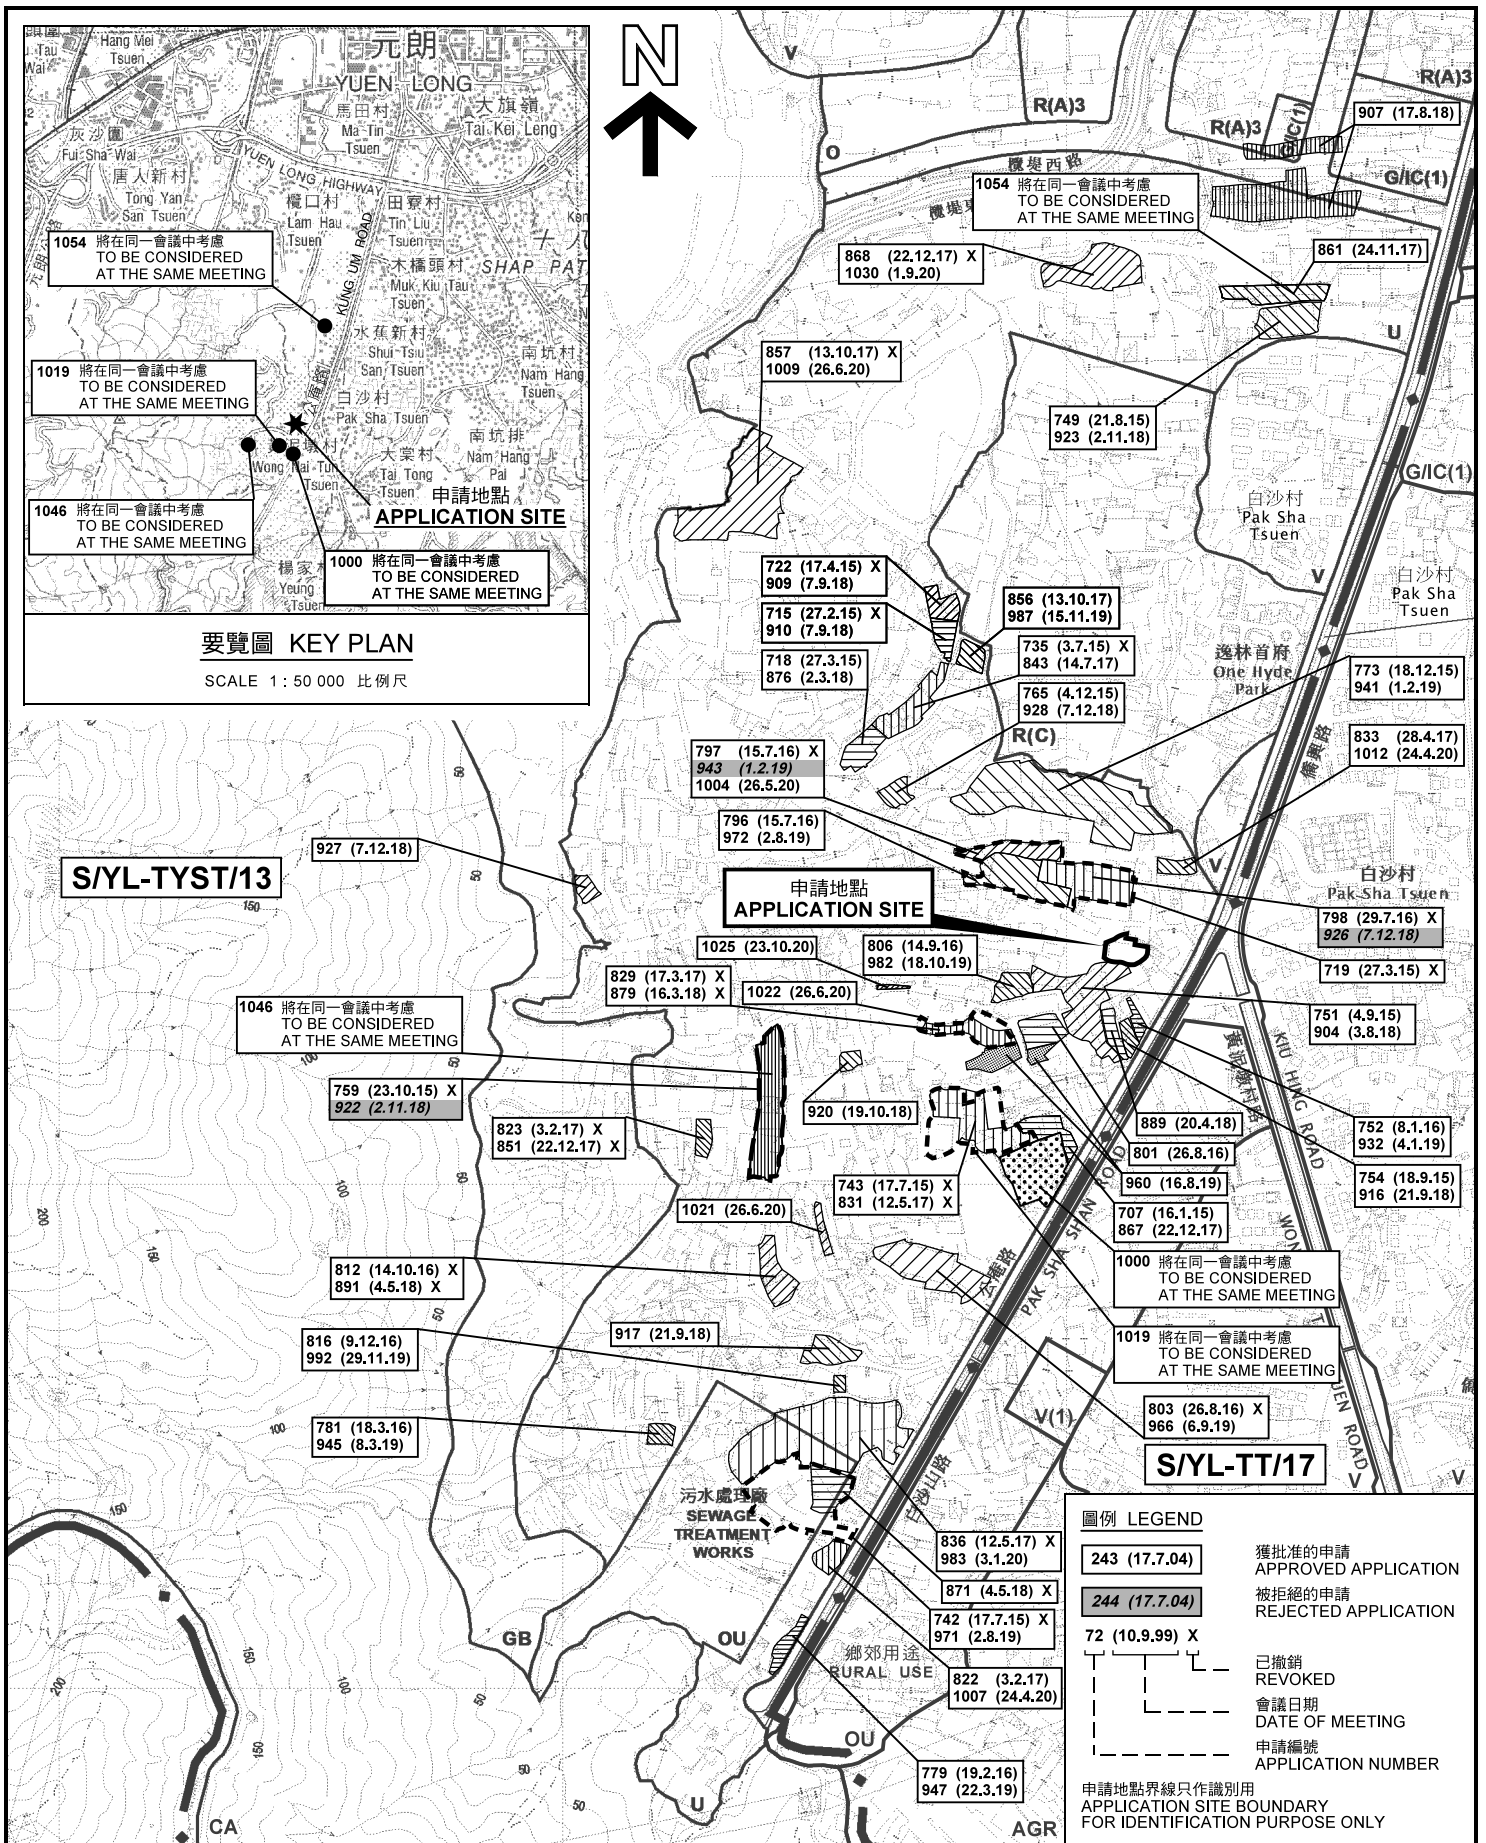 元朗
YUEN LONG
Hang Mei
Tsuen
Tau
Wai
馬田村
Ma Tin
Tsuen
大旗嶺
Tai Kei Leng
灰沙圍
Fui Sha Wai
唐人新村
Tong Yan
San Tsuen
YUEN LONG HIGHWAY
欖口村
Lam Hau
Tsuen
田寮村
Tin Liu
Tsuen
KUNG UM ROAD
十八
SHAP PAT
木橋頭村
Muk Kiu Tau
Tsuen
1054 將在同一會議中考慮
TO BE CONSIDERED
AT THE SAME MEETING
水蕉新村
Shui Tsiu
San Tsuen
南坑村
Nam Hang
Tsuen
1019 將在同一會議中考慮
TO BE CONSIDERED
AT THE SAME MEETING
公庵路
白沙村
Pak Sha Tsuen
南坑排
Nam Hang
Pai
Wong Nai Tun
Tsuen
大棠村
Tai Tong
Tsuen
1046 將在同一會議中考慮
TO BE CONSIDERED
AT THE SAME MEETING
申請地點
APPLICATION SITE
1000 將在同一會議中考慮
TO BE CONSIDERED
AT THE SAME MEETING
楊家村
Yeung
Tsuen
要覽圖 KEY PLAN
SCALE 1 : 50 000 比例尺
N
V
R(A)3
R(A)3
R(A)3
G/IC(1)
907 (17.8.18)
O
欖堤西路
G/IC(1)
1054 將在同一會議中考慮
TO BE CONSIDERED
AT THE SAME MEETING
868 (22.12.17) X
1030 (1.9.20)
861 (24.11.17)
U
857 (13.10.17) X
1009 (26.6.20)
749 (21.8.15)
923 (2.11.18)
G/IC(1)
白沙村
Pak Sha
Tsuen
V
白沙村
Pak Sha
Tsuen
722 (17.4.15) X
909 (7.9.18)
856 (13.10.17)
987 (15.11.19)
715 (27.2.15) X
910 (7.9.18)
735 (3.7.15) X
843 (14.7.17)
718 (27.3.15)
876 (2.3.18)
逸林首府
One Hyde
Park
773 (18.12.15)
941 (1.2.19)
765 (4.12.15)
928 (7.12.18)
R(C)
僑興路
833 (28.4.17)
1012 (24.4.20)
797 (15.7.16) X
943 (1.2.19)
1004 (26.5.20)
796 (15.7.16)
972 (2.8.19)
927 (7.12.18)
S/YL-TYST/13
V
白沙村
Pak Sha Tsuen
申請地點
APPLICATION SITE
798 (29.7.16) X
926 (7.12.18)
719 (27.3.15) X
1025 (23.10.20)
806 (14.9.16)
982 (18.10.19)
829 (17.3.17) X
879 (16.3.18) X
1022 (26.6.20)
1046 將在同一會議中考慮
TO BE CONSIDERED
AT THE SAME MEETING
751 (4.9.15)
904 (3.8.18)
黃泥墩村路
KIU HING ROAD
759 (23.10.15) X
922 (2.11.18)
920 (19.10.18)
823 (3.2.17) X
851 (22.12.17) X
889 (20.4.18)
752 (8.1.16)
932 (4.1.19)
801 (26.8.16)
743 (17.7.15) X
831 (12.5.17) X
960 (16.8.19)
754 (18.9.15)
916 (21.9.18)
1021 (26.6.20)
707 (16.1.15)
867 (22.12.17)
812 (14.10.16) X
891 (4.5.18) X
公庵路
PAK SHA SHAN ROAD
1000 將在同一會議中考慮
TO BE CONSIDERED
AT THE SAME MEETING
816 (9.12.16)
992 (29.11.19)
917 (21.9.18)
1019 將在同一會議中考慮
TO BE CONSIDERED
AT THE SAME MEETING
V(1)
803 (26.8.16) X
966 (6.9.19)
781 (18.3.16)
945 (8.3.19)
S/YL-TT/17
V
V
白沙山路
污水處理廠
SEWAGE
TREATMENT
WORKS
836 (12.5.17) X
983 (3.1.20)
871 (4.5.18) X
742 (17.7.15) X
971 (2.8.19)
GB
OU
鄉郊用途
RURAL USE
822 (3.2.17)
1007 (24.4.20)
OU
779 (19.2.16)
947 (22.3.19)
U
CA
AGR
圖例 LEGEND
243 (17.7.04)
獲批准的申請
APPROVED APPLICATION
244 (17.7.04)
被拒絕的申請
REJECTED APPLICATION
72 (10.9.99) X
已撤銷
REVOKED
會議日期
DATE OF MEETING
申請編號
APPLICATION NUMBER
申請地點界線只作識別用
APPLICATION SITE BOUNDARY
FOR IDENTIFICATION PURPOSE ONLY